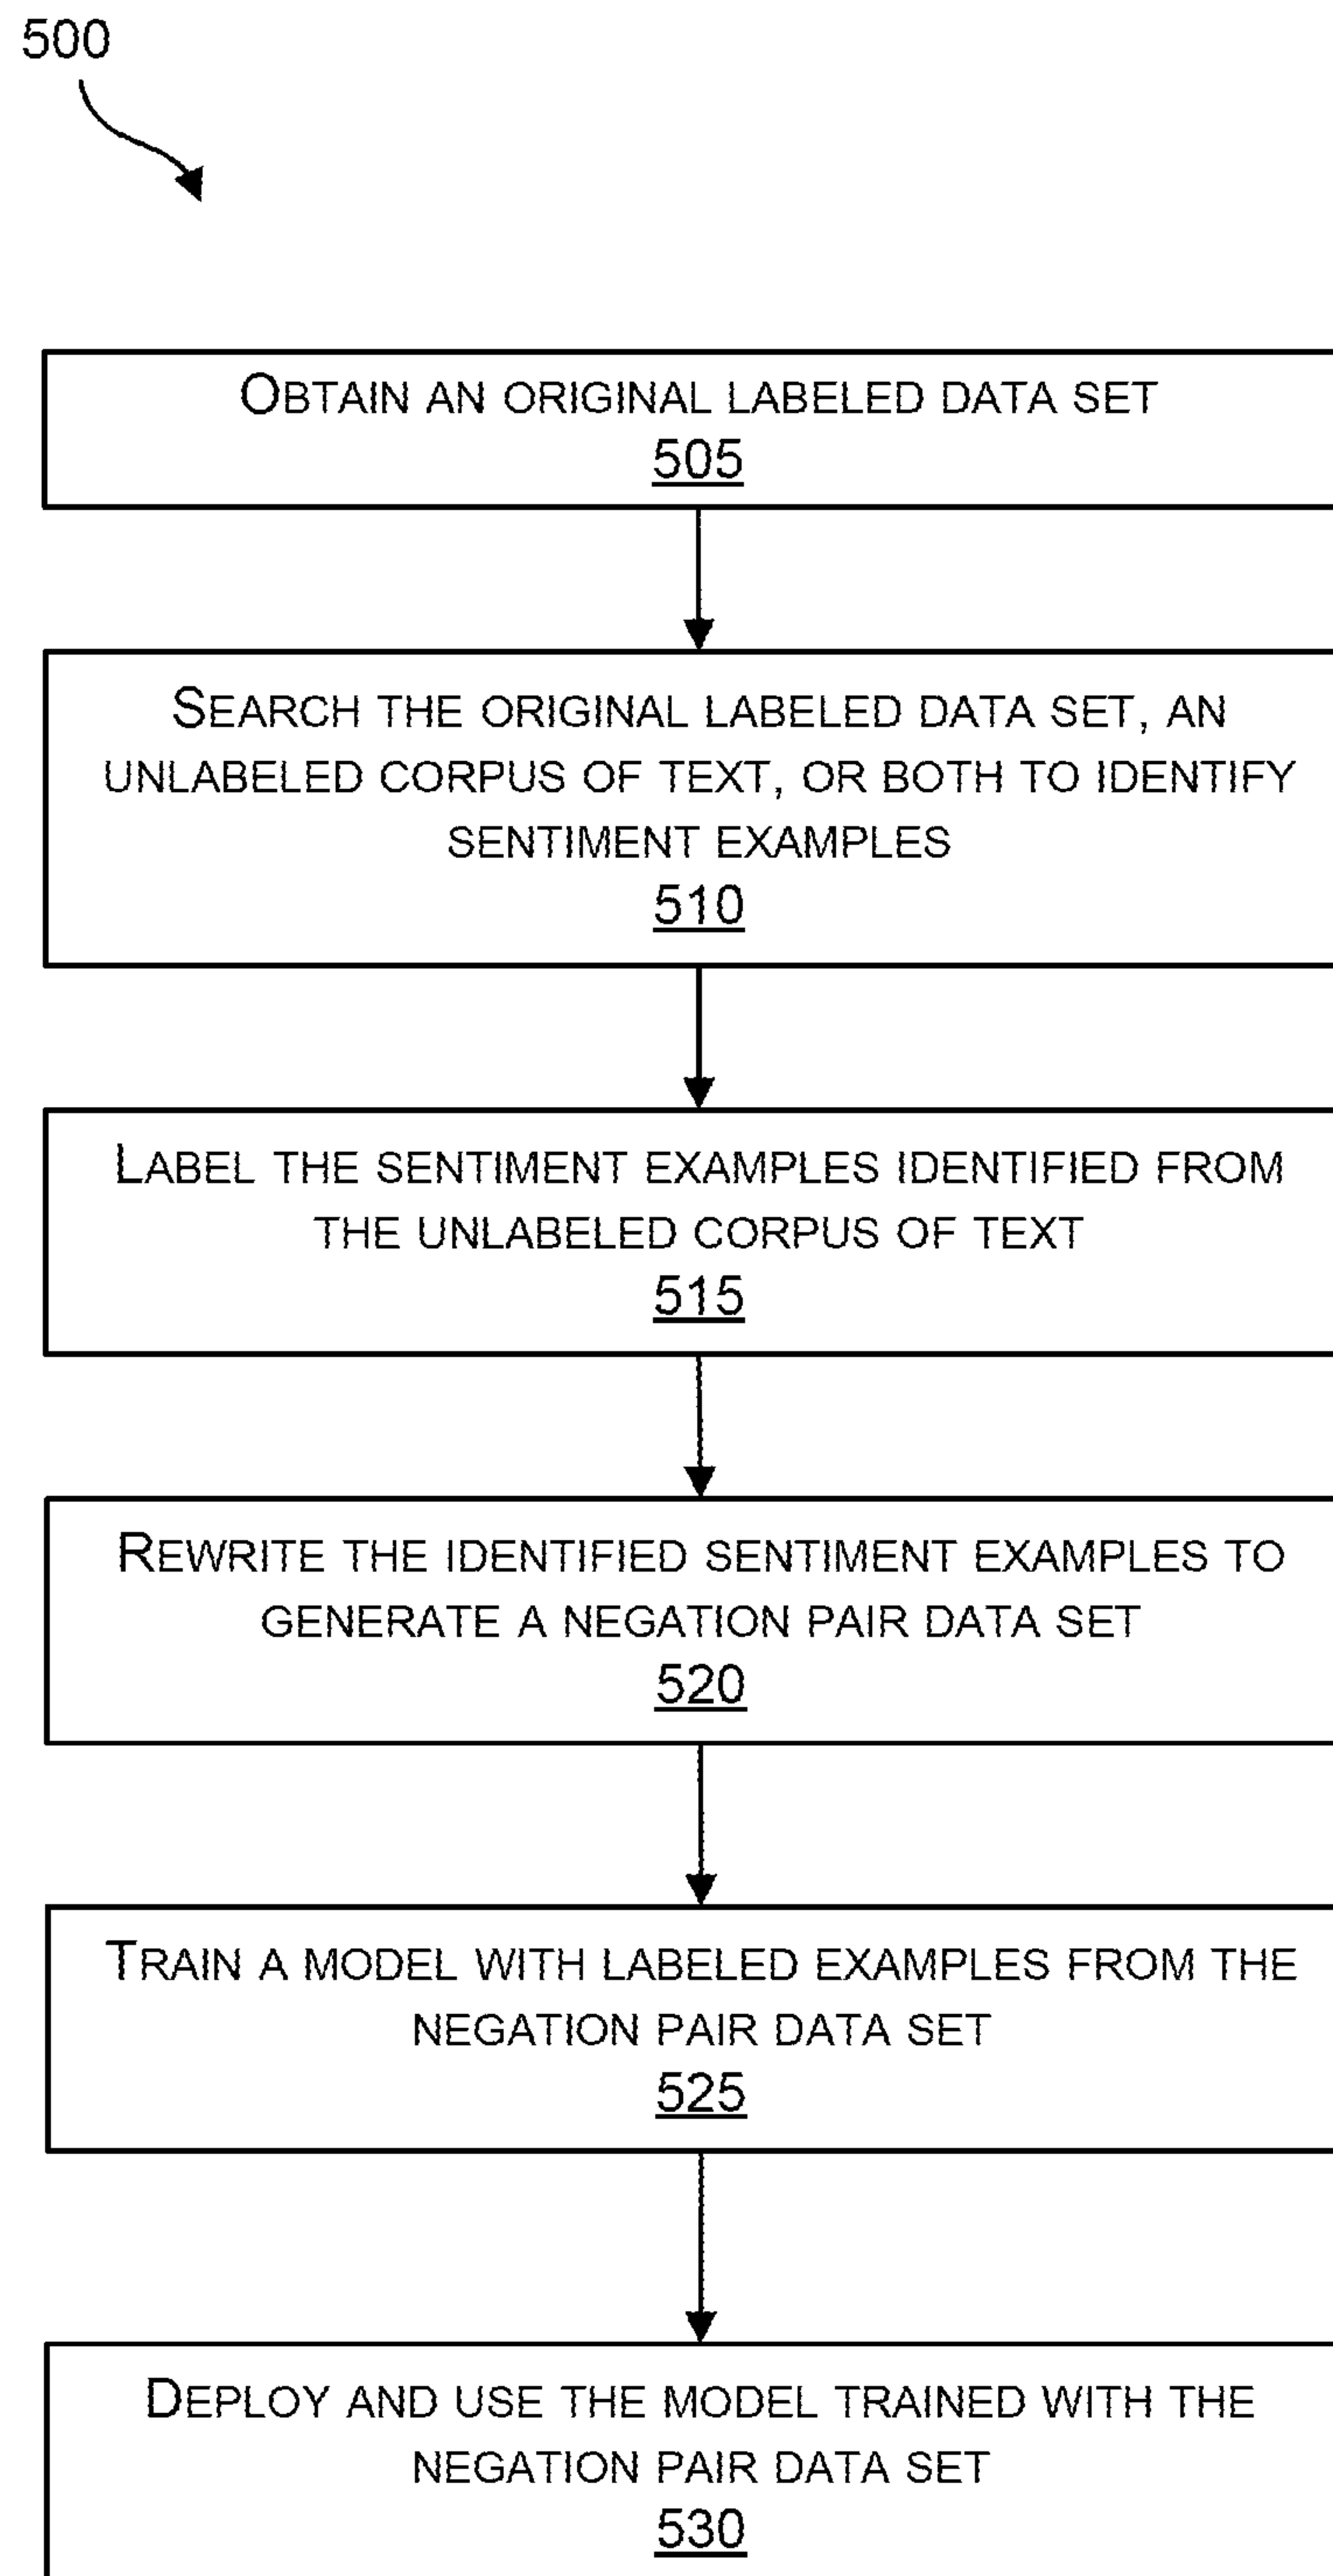 500
OBTAIN AN ORIGINAL LABELED DATA SET
505
SEARCH THE ORIGINAL LABELED DATA SET, AN
UNLABELED CORPUS OF TEXT, OR BOTH TO IDENTIFY
SENTIMENT EXAMPLES
510
LABEL THE SENTIMENT EXAMPLES IDENTIFIED FROM
THE UNLABELED CORPUS OF TEXT
515
REWRITE THE IDENTIFIED SENTIMENT EXAMPLES TO
GENERATE A NEGATION PAIR DATA SET
520
TRAIN A MODEL WITH LABELED EXAMPLES FROM THE
NEGATION PAIR DATA SET
525
DEPLOY AND USE THE MODEL TRAINED WITH THE
NEGATION PAIR DATA SET
530